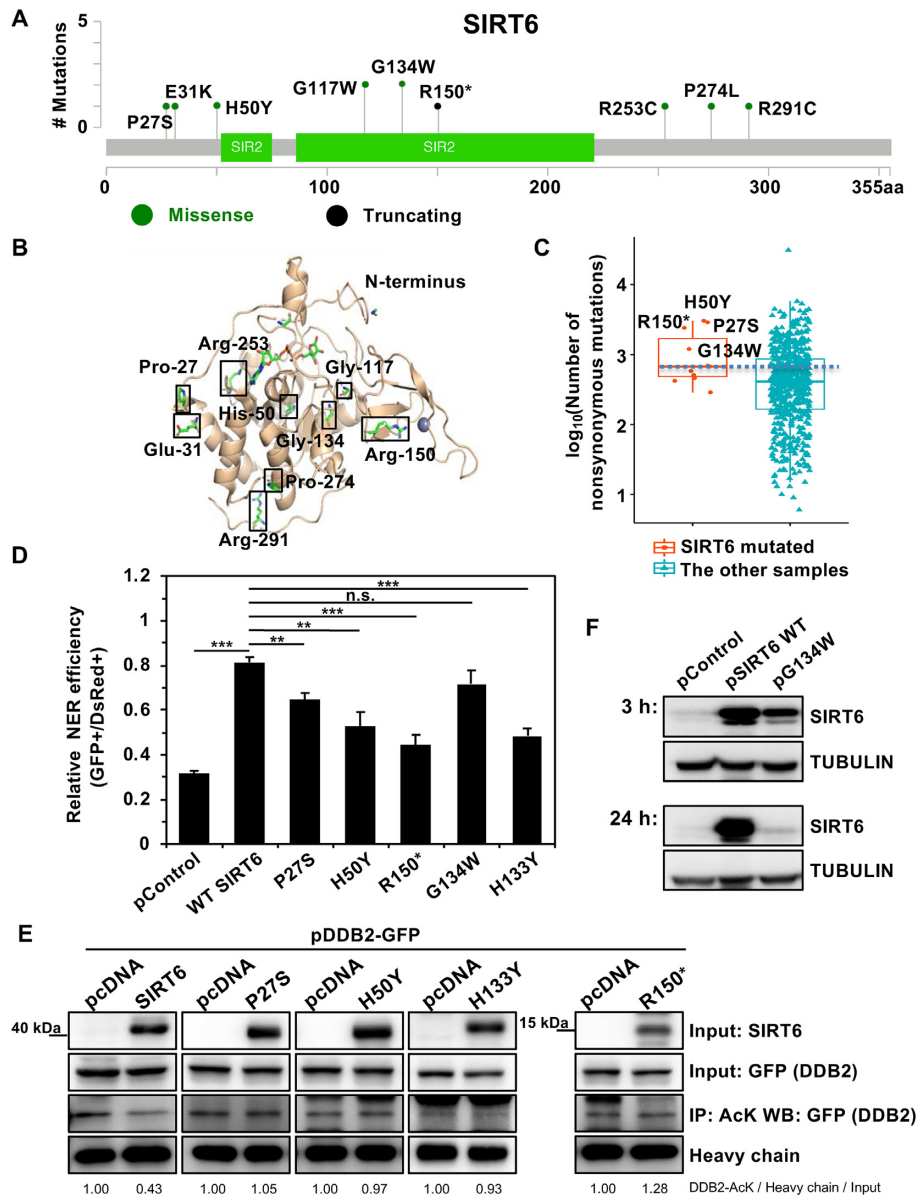 A
SIRT6
# Mutations
5
0
P27S
E31K
H50Y
G117W
G134W
R150*
R253C
P274L
R291C
SIR2
SIR2
0
100
200
300
355aa
Missense
Truncating
B
N-terminus
Arg-253
Pro-27
Gly-117
His-50
Glu-31
Gly-134
Arg-150
Pro-274
Arg-291
C
log10(Number of
nonsynonymous mutations)
4
3
2
1
H50Y
R150*
P27S
G134W
SIRT6 mutated
The other samples
D
Relative NER efficiency
(GFP+/DsRed+)
1.2
1
0.8
0.6
0.4
0.2
0
***
n.s.
***
**
***
**
pControl
WT SIRT6
P27S
H50Y
R150*
G134W
H133Y
F
pControl
pSIRT6 WT
pG134W
3 h:
SIRT6
TUBULIN
24 h:
SIRT6
TUBULIN
E
pDDB2-GFP
pcDNA
SIRT6
pcDNA
P27S
pcDNA
H50Y
pcDNA
H133Y
pcDNA
R150*
40 kDa
15 kDa
Input: SIRT6
Input: GFP (DDB2)
IP: AcK WB: GFP (DDB2)
Heavy chain
1.00 0.43 1.00 1.05 1.00 0.97 1.00 0.93 1.00 1.28 DDB2-AcK / Heavy chain / Input